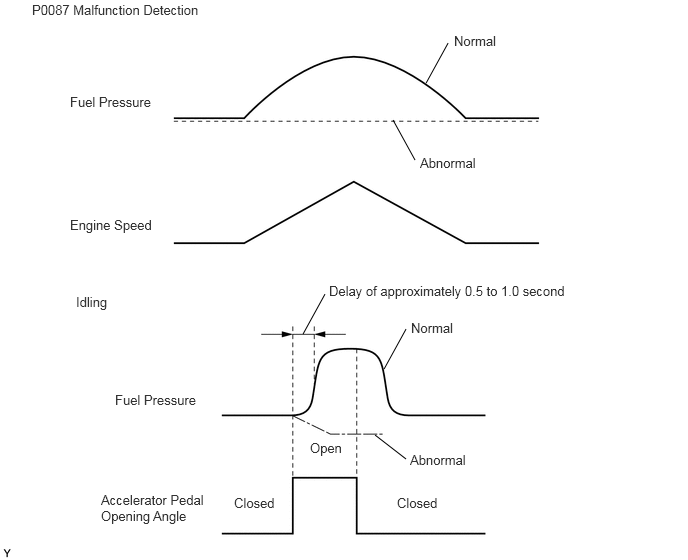 P0087 Malfunction Detection
Normal
Fuel Pressure
Abnormal
Engine Speed
Idling
Delay of approximately 0.5 to 1.0 second
Normal
Fuel Pressure
Open
Abnormal
Accelerator Pedal
Opening Angle
Closed
Closed
Y